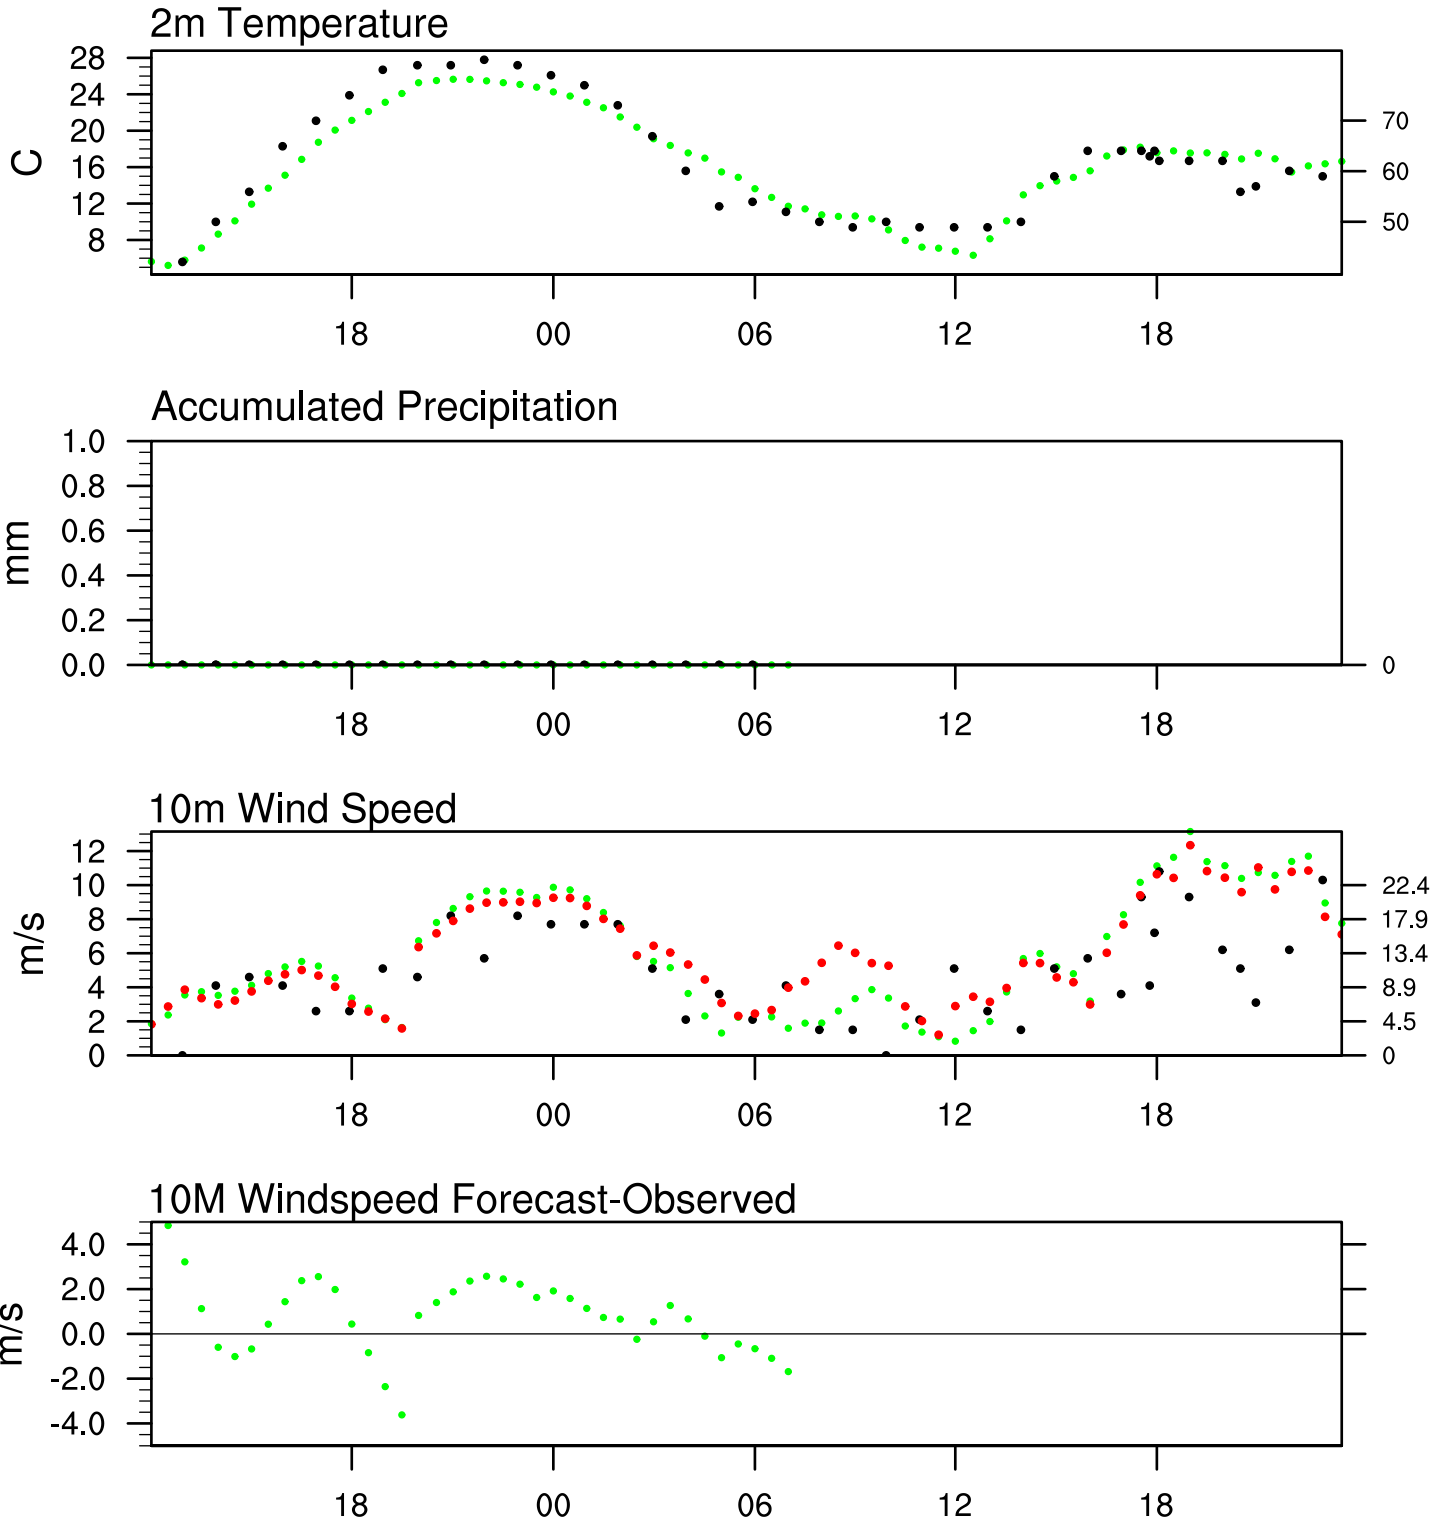 2m Temperature
28
24
20
16
12
8
C
70
60
50
18 00 06 12 18
Accumulated Precipitation
1.0
0.8
0.6
0.4
0.2
0.0
mm
0
18 00 06 12 18
10m Wind Speed
12
10
8
6
4
2
0
m/s
22.4
17.9
13.4
8.9
4.5
0
18 00 06 12 18
10M Windspeed Forecast-Observed
4.0
2.0
0.0
-2.0
-4.0
m/s
18 00 06 12 18